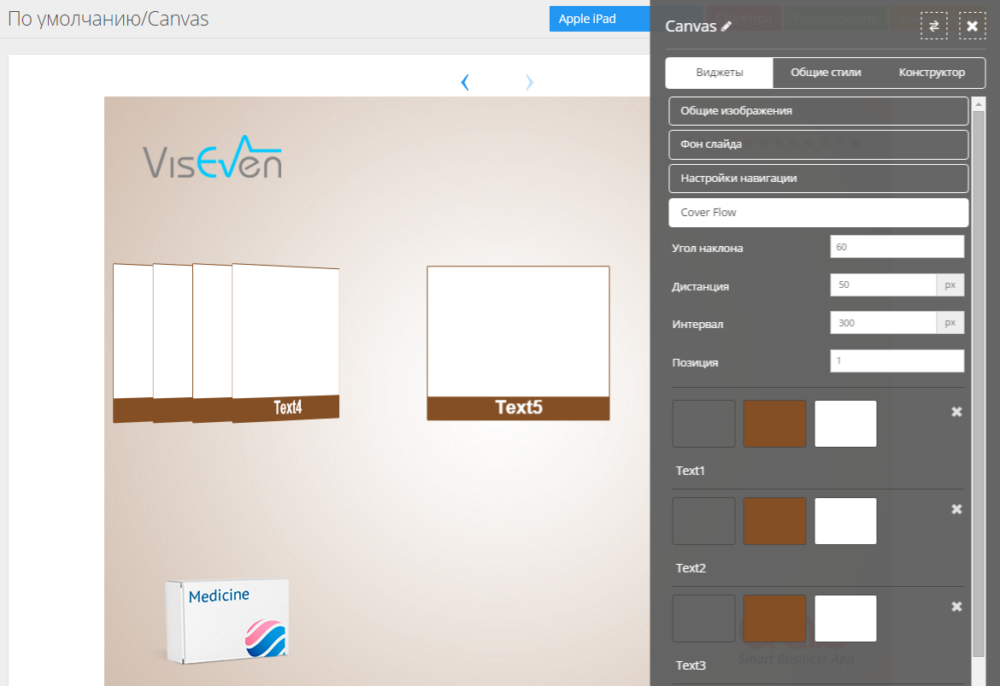 По умолчанию/Canvas
Apple iPad
Структура
Редактировать
Canvas
Виджеты
Общие стили
Конструктор
Общие изображения
Фон слайда
Настройки навигации
Cover Flow
Угол наклона
60
Дистанция
50
px
Интервал
300
px
Позиция
1
VisEven
Text4
Text5
Text1
Text2
Text3
Medicine
Smart Business App